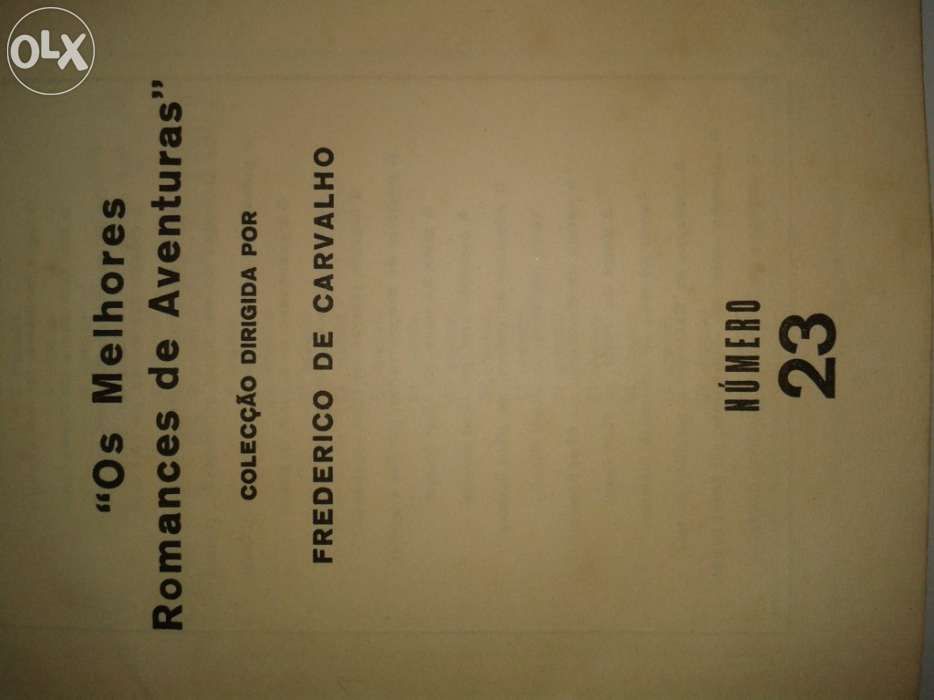 OLX
“Os Melhores
Romances de Aventuras”
COLECÇÃO DIRIGIDA POR
FREDERICO DE CARVALHO
NÚMERO
23